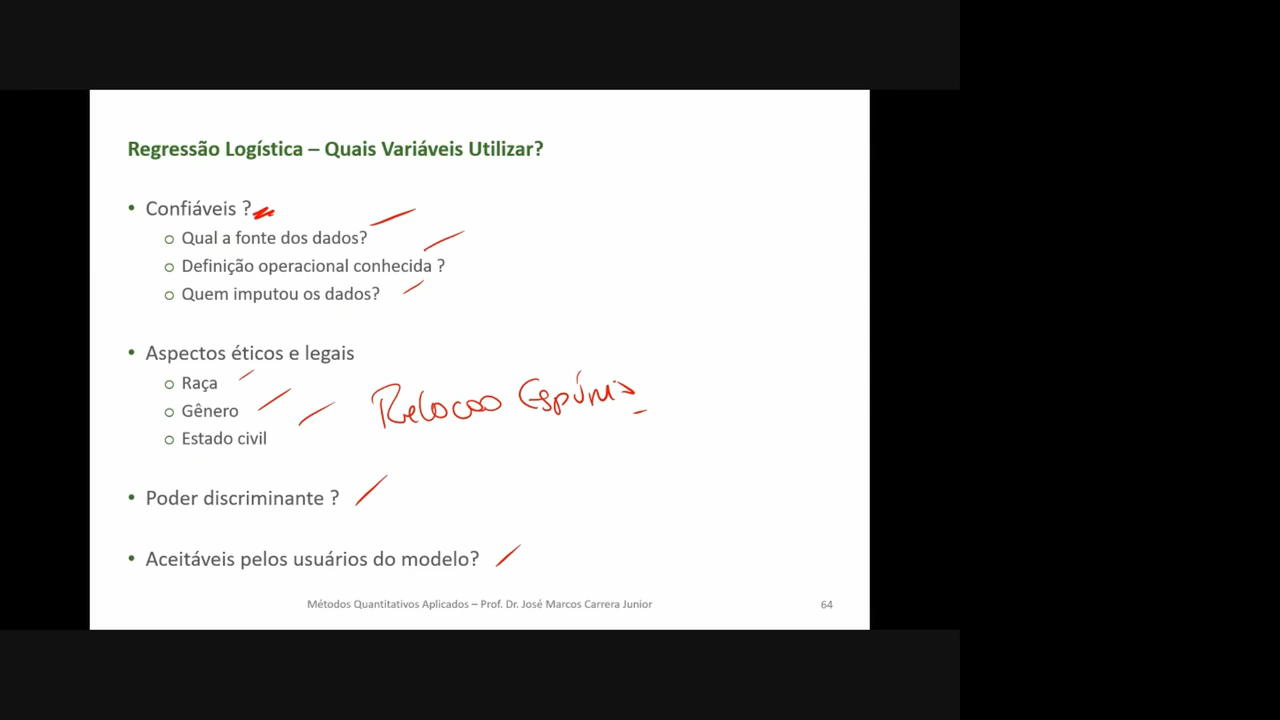 Regressão Logística – Quais Variáveis Utilizar?
• Confiáveis ?
o Qual a fonte dos dados?
o Definição operacional conhecida ?
o Quem imputou os dados?
• Aspectos éticos e legais
o Raça
o Gênero
o Estado civil
Relacao Espúria
• Poder discriminante ?
• Aceitáveis pelos usuários do modelo?
Métodos Quantitativos Aplicados – Prof. Dr. José Marcos Carrera Junior
64